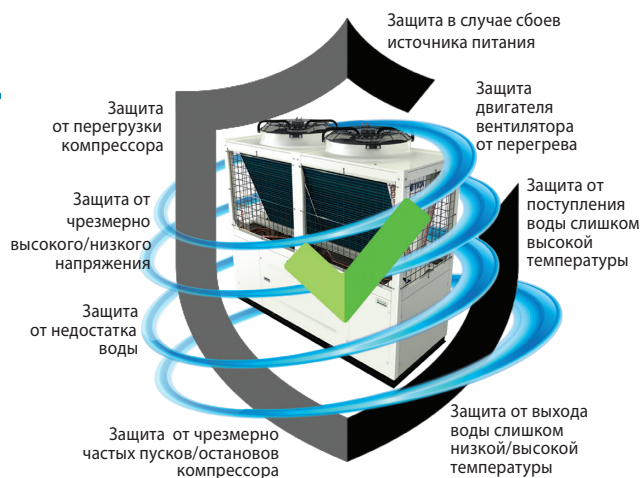 Защита в случае сбоев
источника питания
Защита
от перегрузки
компрессора
Защита
двигателя
вентилятора
от перегрева
Защита от
чрезмерно
высокого/низкого
напряжения
Защита от
поступления
воды слишком
высокой
температуры
Защита
от недостатка
воды
Защита от чрезмерно
частых пусков/остановов
компрессора
Защита от выхода
воды слишком
низкой/высокой
температуры